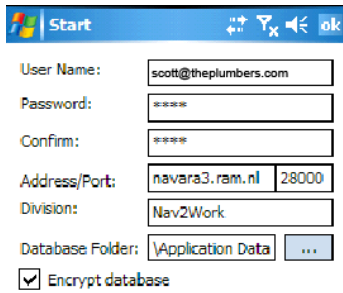 Start ok
User Name: scott@theplumbers.com
Password: ****
Confirm: ****
Address/Port: navara3.ram.nl 28000
Division: Nav2Work
Database Folder: \Application Data ...
Encrypt database